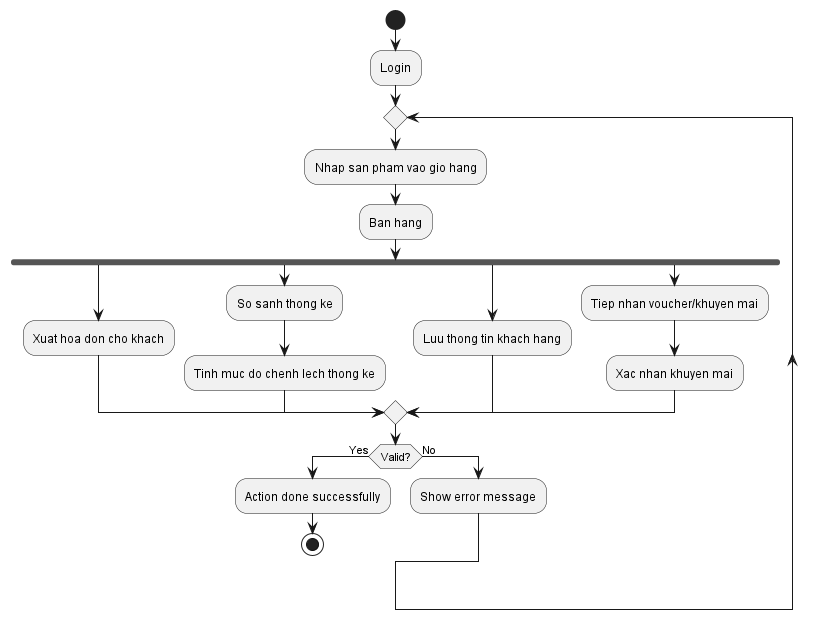 Login
Nhap san pham vao gio hang
Ban hang
So sanh thong ke
Tiep nhan voucher/khuyen mai
Xuat hoa don cho khach
Luu thong tin khach hang
Tinh muc do chenh lech thong ke
Xac nhan khuyen mai
Yes
Valid?
No
Action done successfully
Show error message